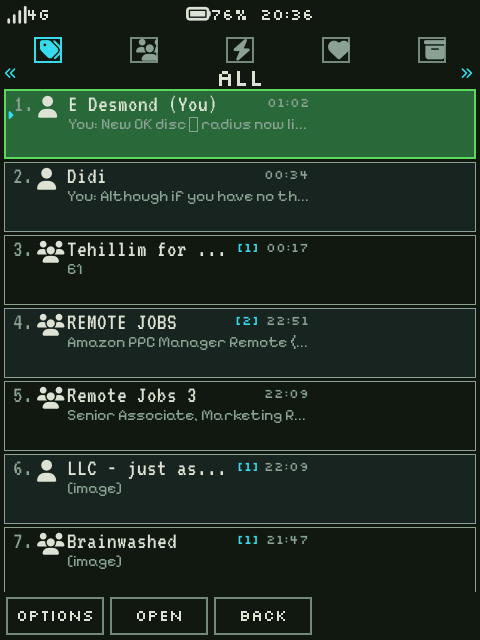 4G 76% 20:36
« ALL »
1. E Desmond (You) 01:02
You: New OK disc radius now li...
2. Didi 00:34
You: Although if you have no th...
3. Tehillim for ... [1] 00:17
61
4. REMOTE JOBS [2] 22:51
Amazon PPC Manager Remote (...
5. Remote Jobs 3 22:09
Senior Associate, Marketing R...
6. LLC - just as... [1] 22:09
(image)
7. Brainwashed [1] 21:47
(image)
OPTIONS OPEN BACK